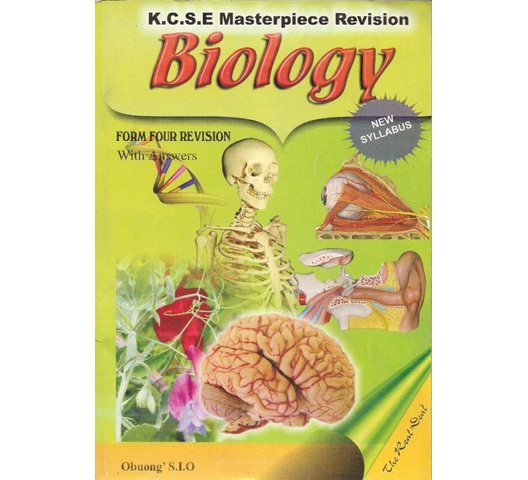 K.C.S.E Masterpiece Revision
Biology
NEW
SYLLABUS
FORM FOUR REVISION
With Answers
Obuong' S.I.O
The Real Deal